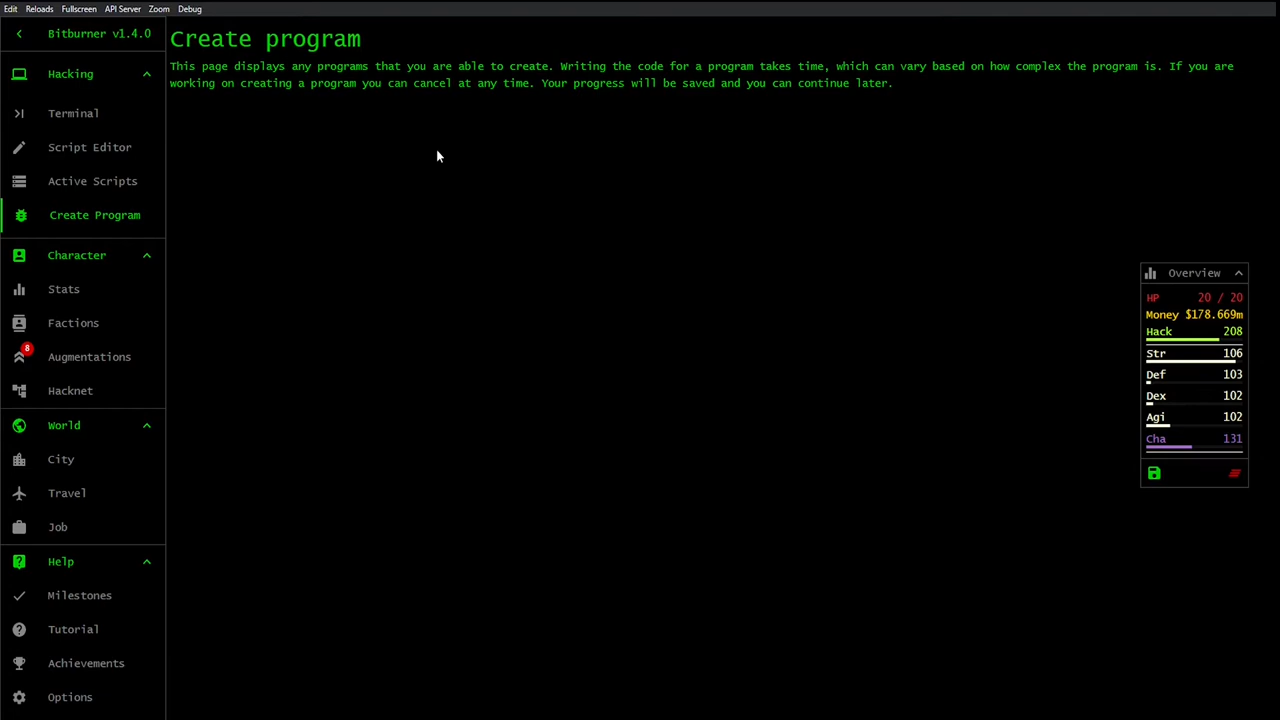 Edit Reloads Fullscreen API Server Zoom Debug
Bitburner v1.4.0
Hacking
Terminal
Script Editor
Active Scripts
Create Program
Character
Stats
Factions
8
Augmentations
Hacknet
World
City
Travel
Job
Help
Milestones
Tutorial
Achievements
Options
Create program
This page displays any programs that you are able to create. Writing the code for a program takes time, which can vary based on how complex the program is. If you are
working on creating a program you can cancel at any time. Your progress will be saved and you can continue later.
Overview
HP 20 / 20
Money $178.669m
Hack 208
Str 106
Def 103
Dex 102
Agi 102
Cha 131